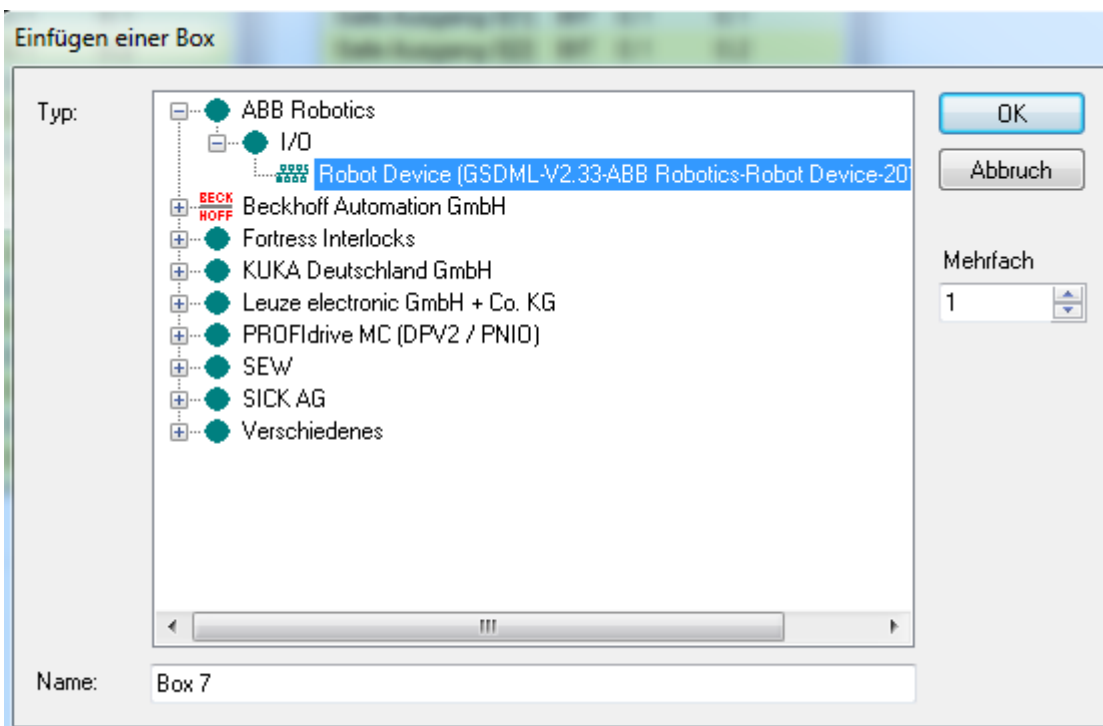 Einfügen einer Box
Typ:
ABB Robotics
I/O
Robot Device (GSDML-V2.33-ABB Robotics-Robot Device-20
BECK
HOFF
Beckhoff Automation GmbH
Fortress Interlocks
KUKA Deutschland GmbH
Leuze electronic GmbH + Co. KG
PROFIdrive MC (DPV2 / PNIO)
SEW
SICK AG
Verschiedenes
OK
Abbruch
Mehrfach
1
Name:
Box 7